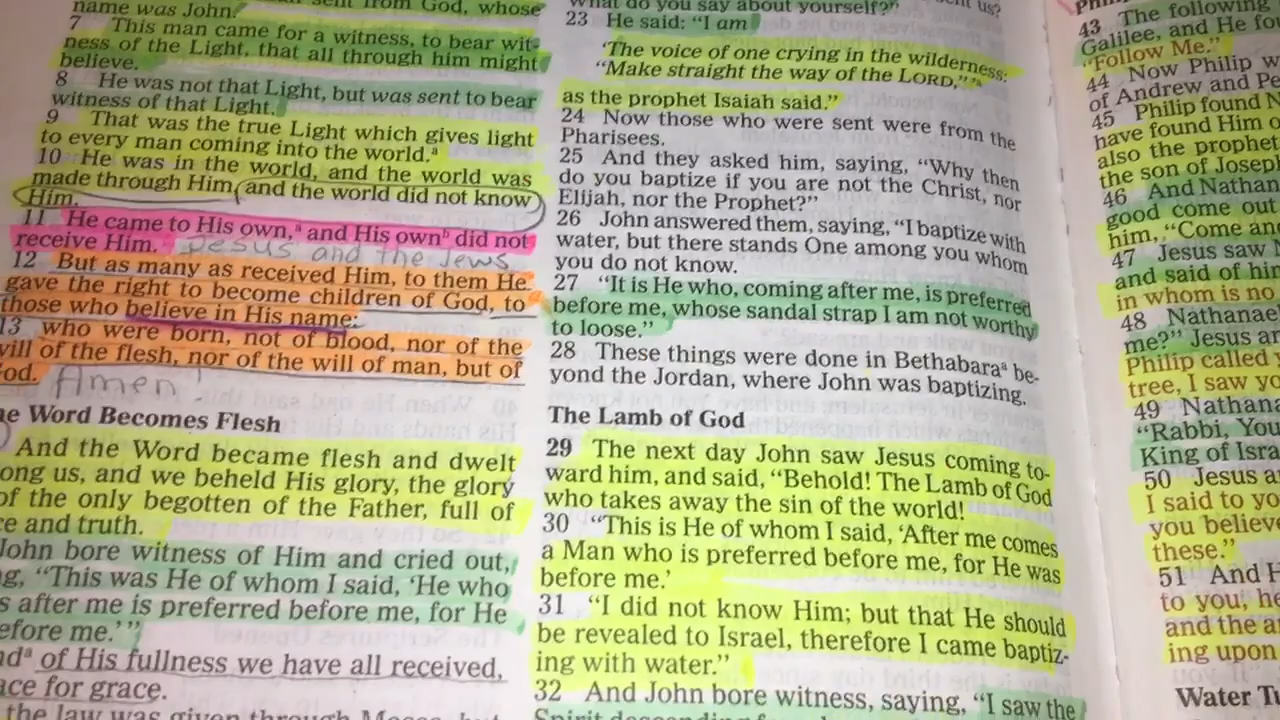 sent from God, whose
name was John.
7 This man came for a witness, to bear wit-
ness of the Light, that all through him might
believe.
8 He was not that Light, but was sent to bear
witness of that Light.
9 That was the true Light which gives light
to every man coming into the world.a
10 He was in the world, and the world was
made through Him, and the world did not know
Him.
11 He came to His own,a and His ownb did not
receive Him. Jesus and the Jews
12 But as many as received Him, to them He
gave the right to become children of God, to
those who believe in His name:
13 who were born, not of blood, nor of the
will of the flesh, nor of the will of man, but of
God. Amen!
he Word Becomes Flesh
And the Word became flesh and dwelt
ong us, and we beheld His glory, the glory
of the only begotten of the Father, full of
ce and truth.
John bore witness of Him and cried out,
g, “This was He of whom I said, ‘He who
s after me is preferred before me, for He
efore me.’”
nda of His fullness we have all received,
ace for grace.
the law was given through Moses, but
What do you say about yourself?”
23 He said: “I am
‘The voice of one crying in the wilderness:
“Make straight the way of the LORD,”’
as the prophet Isaiah said.”
24 Now those who were sent were from the
Pharisees.
25 And they asked him, saying, “Why then
do you baptize if you are not the Christ, nor
Elijah, nor the Prophet?”
26 John answered them, saying, “I baptize with
water, but there stands One among you whom
you do not know.
27 “It is He who, coming after me, is preferred
before me, whose sandal strap I am not worthy
to loose.”
28 These things were done in Bethabaraa be-
yond the Jordan, where John was baptizing.
The Lamb of God
29 The next day John saw Jesus coming to-
ward him, and said, “Behold! The Lamb of God
who takes away the sin of the world!
30 “This is He of whom I said, ‘After me comes
a Man who is preferred before me, for He was
before me.’
31 “I did not know Him; but that He should
be revealed to Israel, therefore I came baptiz-
ing with water.”
32 And John bore witness, saying, “I saw the
Spirit descending
43 The following
Galilee, and He fo
“Follow Me.”
44 Now Philip w
of Andrew and Pe
45 Philip found N
have found Him o
also the prophet
the son of Joseph
46 And Nathan
good come out
him, “Come an
47 Jesus saw
and said of him
in whom is no
48 Nathanae
me?” Jesus an
Philip called
tree, I saw yo
49 Nathana
“Rabbi, You
King of Isra
50 Jesus a
I said to yo
you believe
these.”
51 And H
to you, he
and the a
ing upon
Water Tu